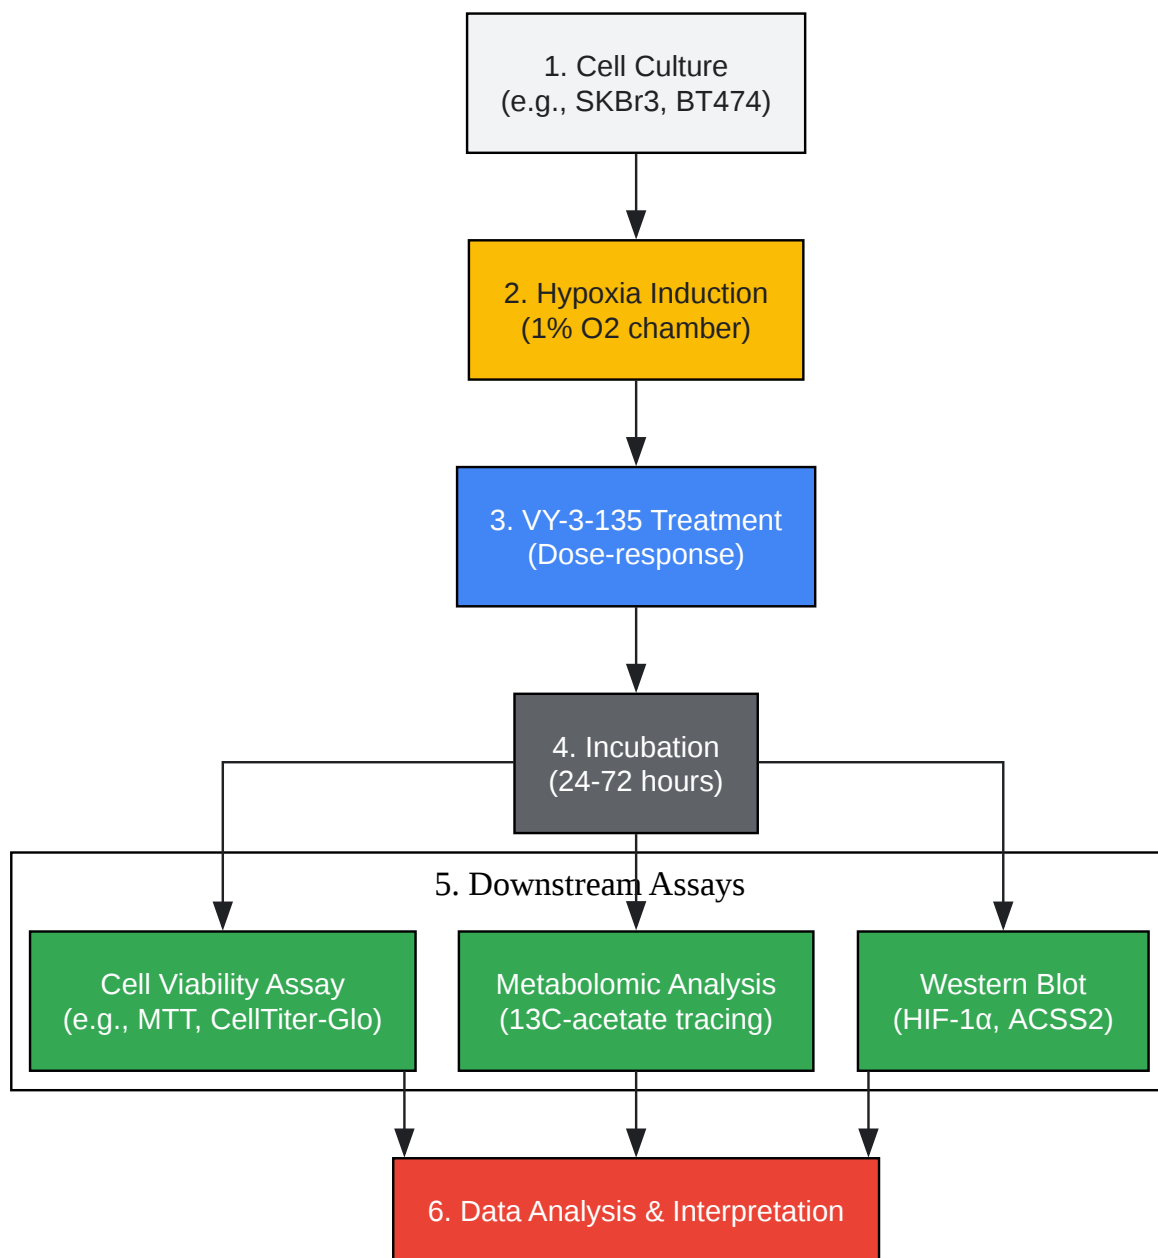 1. Cell Culture
(e.g., SKBr3, BT474)
2. Hypoxia Induction
(1% O2 chamber)
3. VY-3-135 Treatment
(Dose-response)
4. Incubation
(24-72 hours)
5. Downstream Assays
Cell Viability Assay
(e.g., MTT, CellTiter-Glo)
Metabolomic Analysis
(13C-acetate tracing)
Western Blot
(HIF-1α, ACSS2)
6. Data Analysis & Interpretation